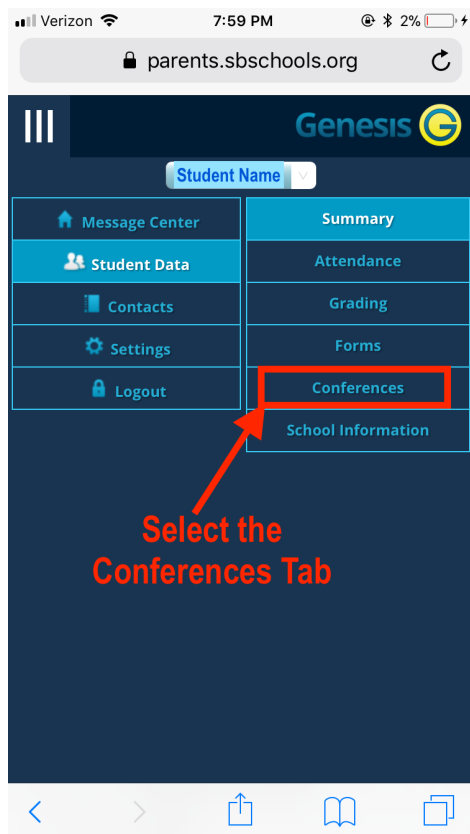 Verizon 7:59 PM 2%
parents.sbschools.org
Genesis G
Student Name
Message Center
Student Data
Contacts
Settings
Logout
Summary
Attendance
Grading
Forms
Conferences
School Information
Select the
Conferences Tab